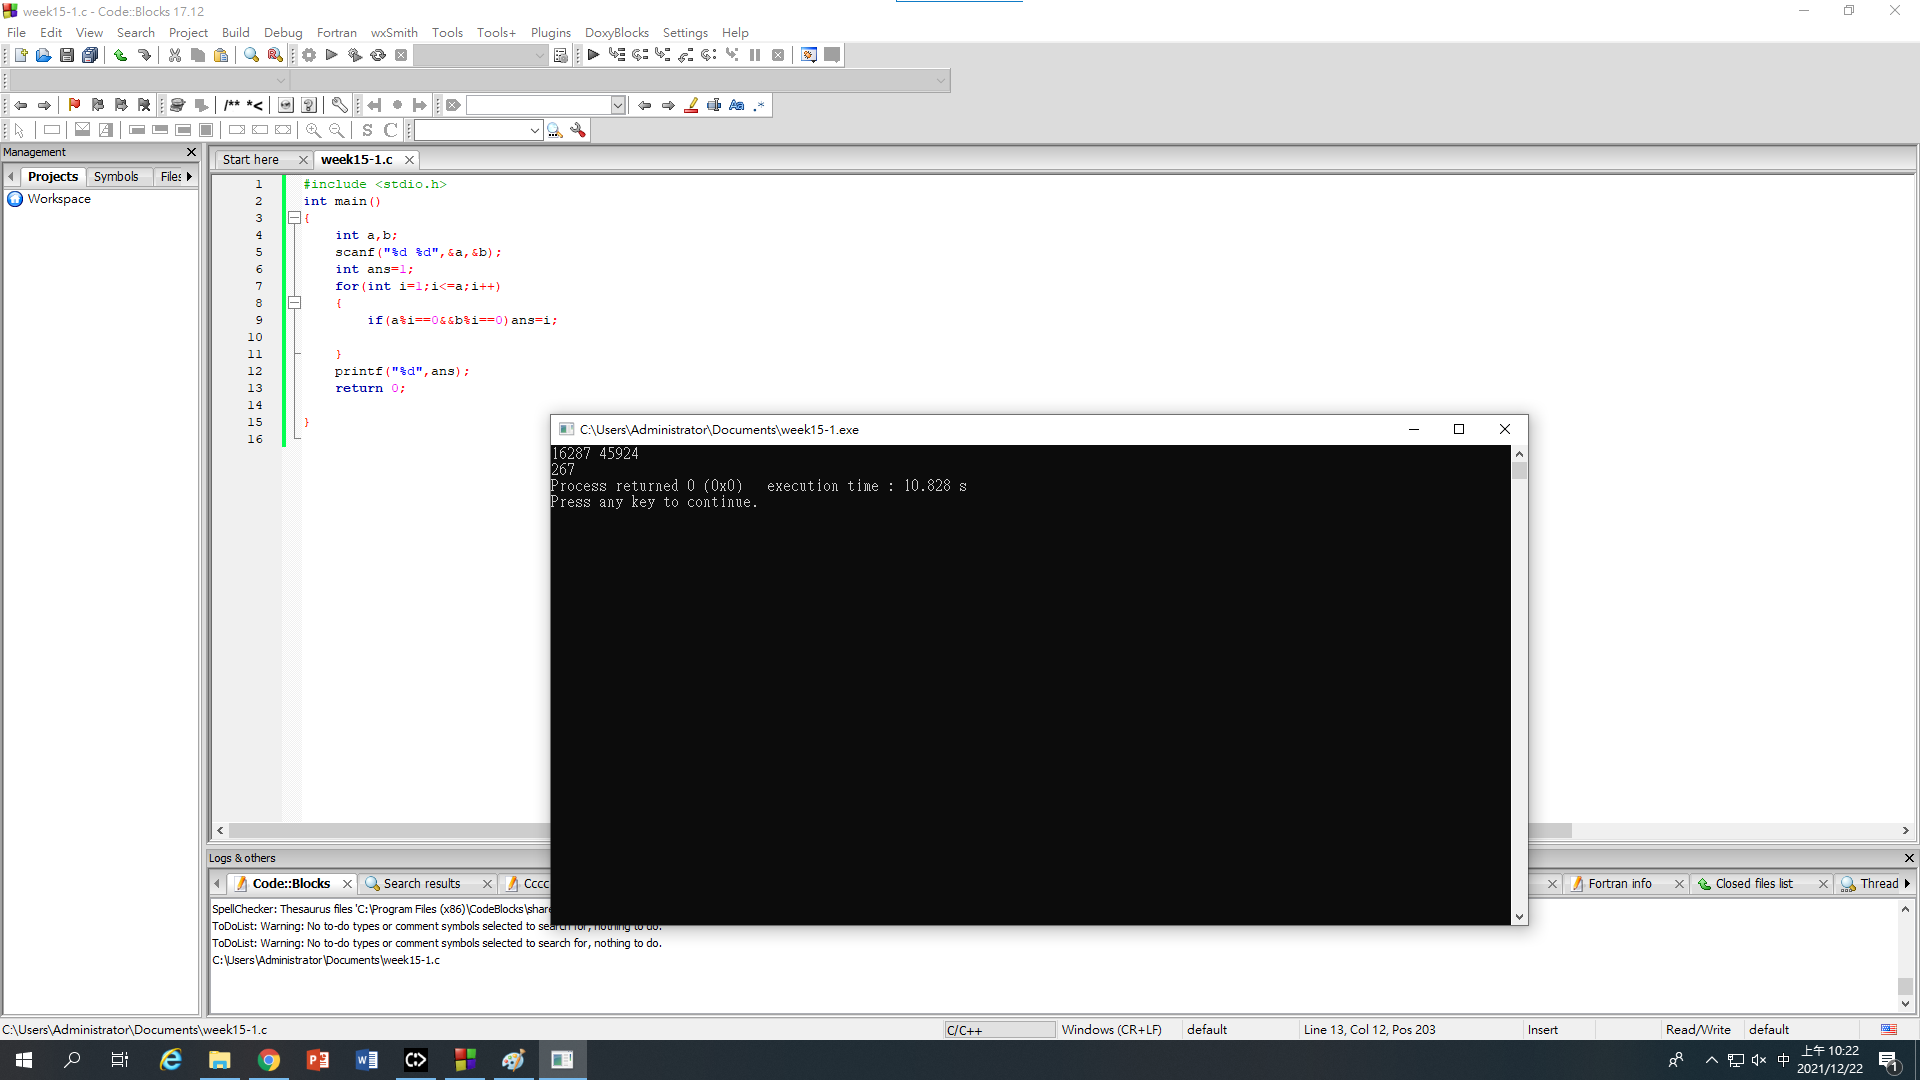 week15-1.c - Code::Blocks 17.12
File Edit View Search Project Build Debug Fortran wxSmith Tools Tools+ Plugins DoxyBlocks Settings Help
/** *<
S C
Management
Projects Symbols Files
Workspace
Start here week15-1.c
1 #include <stdio.h>
2 int main()
3 {
4 int a,b;
5 scanf("%d %d",&a,&b);
6 int ans=1;
7 for(int i=1;i<=a;i++)
8 {
9 if(a%i==0&&b%i==0)ans=i;
10
11 }
12 printf("%d",ans);
13 return 0;
14
15 }
16
C:\Users\Administrator\Documents\week15-1.exe
16287 45924
267
Process returned 0 (0x0) execution time : 10.828 s
Press any key to continue.
Logs & others
Code::Blocks Search results Cccc Fortran info Closed files list Thread
SpellChecker: Thesaurus files 'C:\Program Files (x86)\CodeBlocks\share
ToDoList: Warning: No to-do types or comment symbols selected to search for, nothing to do.
ToDoList: Warning: No to-do types or comment symbols selected to search for, nothing to do.
C:\Users\Administrator\Documents\week15-1.c
C:\Users\Administrator\Documents\week15-1.c C/C++ Windows (CR+LF) default Line 13, Col 12, Pos 203 Insert Read/Write default
中 上午 10:22
2021/12/22
1